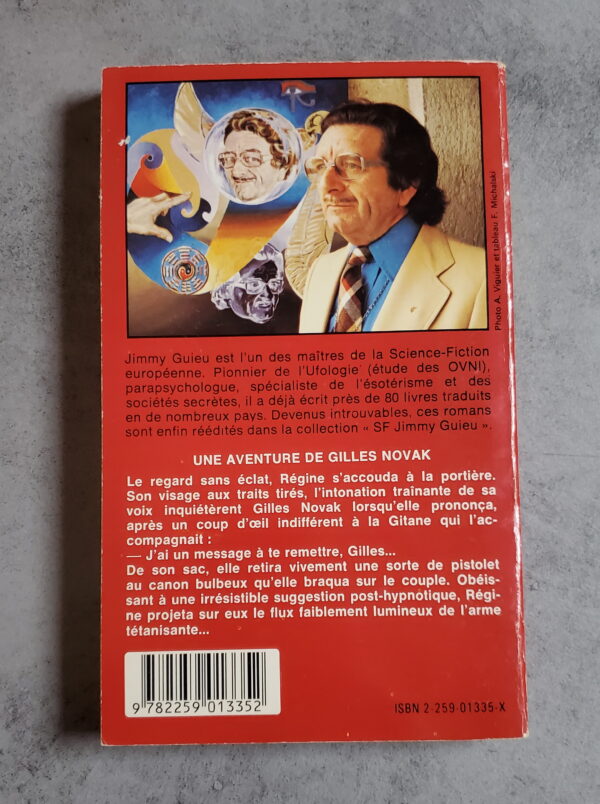 Photo A. Viguier et tableau F. Michalski
Jimmy Guieu est l'un des maîtres de la Science-Fiction
européenne. Pionnier de l'Ufologie (étude des OVNI),
parapsychologue, spécialiste de l'ésotérisme et des
sociétés secrètes, il a déjà écrit près de 80 livres traduits
en de nombreux pays. Devenus introuvables, ces romans
sont enfin réédités dans la collection « SF Jimmy Guieu ».
UNE AVENTURE DE GILLES NOVAK
Le regard sans éclat, Régine s'accouda à la portière.
Son visage aux traits tirés, l'intonation traînante de sa
voix inquiétèrent Gilles Novak lorsqu'elle prononça,
après un coup d'œil indifférent à la Gitane qui l'ac-
compagnait :
— J'ai un message à te remettre, Gilles...
De son sac, elle retira vivement une sorte de pistolet
au canon bulbeux qu'elle braqua sur le couple. Obéis-
sant à une irrésistible suggestion post-hypnotique, Régi-
ne projeta sur eux le flux faiblement lumineux de l'arme
tétanisante...
9 782259 013352
ISBN 2-259-01335-X